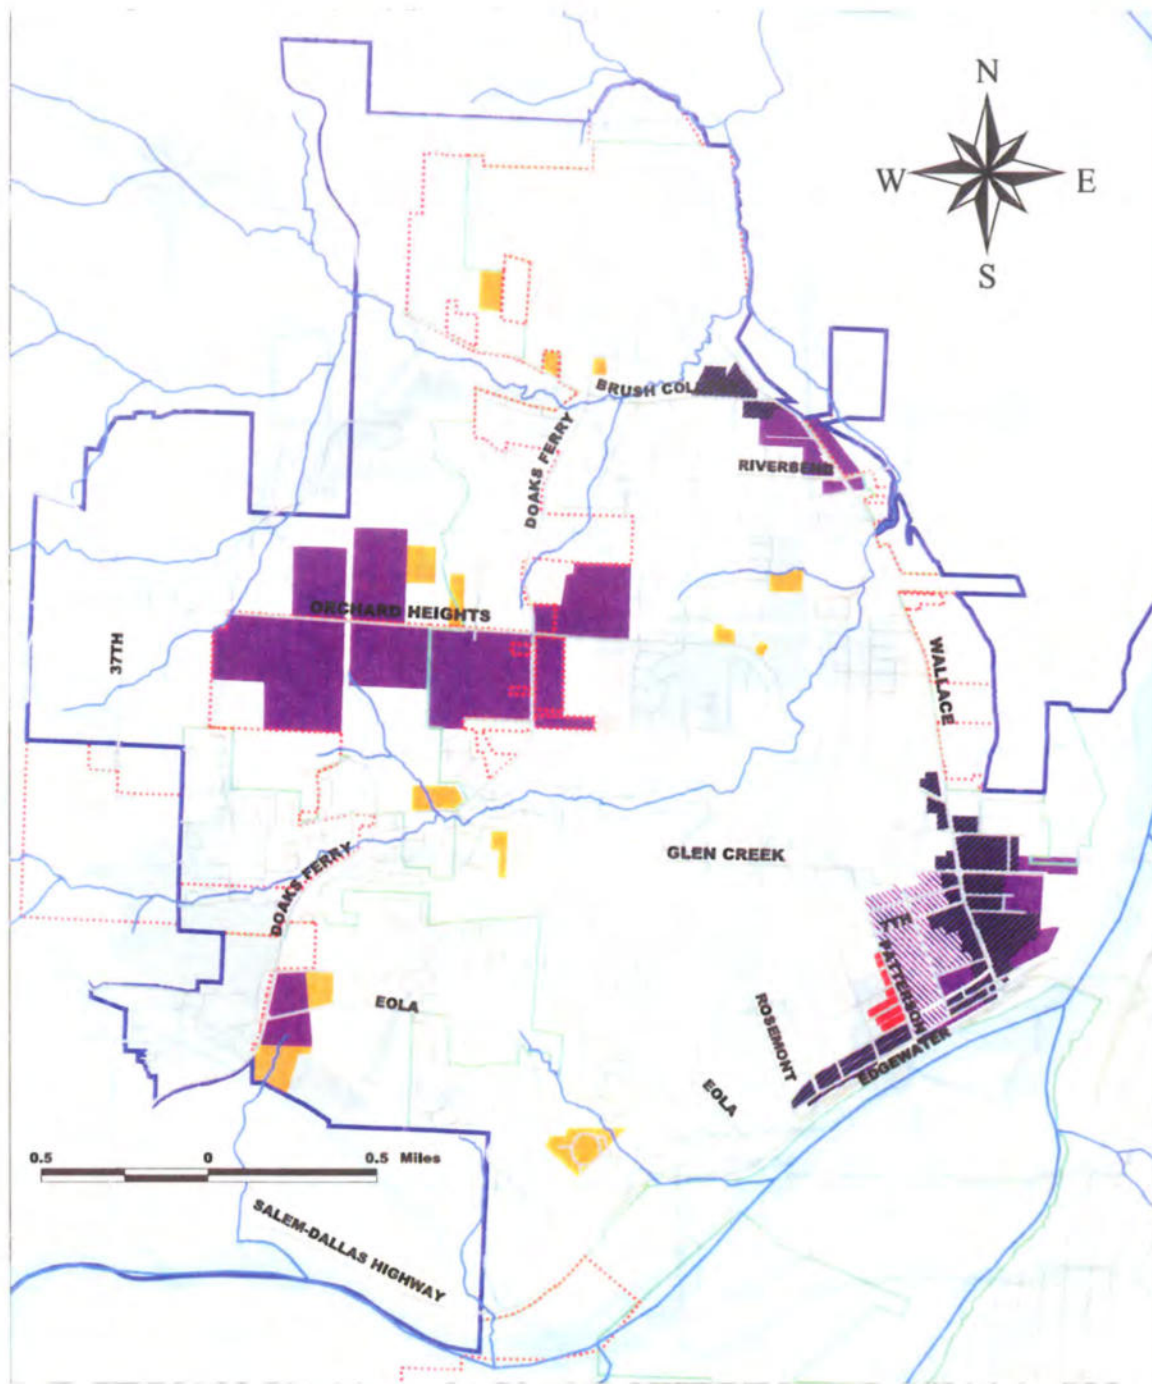 N
W E
S
BRUSH COL
DOAKS FERRY
RIVERBEND
ORCHARD HEIGHTS
37TH
WALLACE
GLEN CREEK
DOAKS FERRY
7TH
PATTERSON
EOLA
ROSEMONT
EDGEWATER
EOLA
0.5 0 0.5 Miles
SALEM-DALLAS HIGHWAY